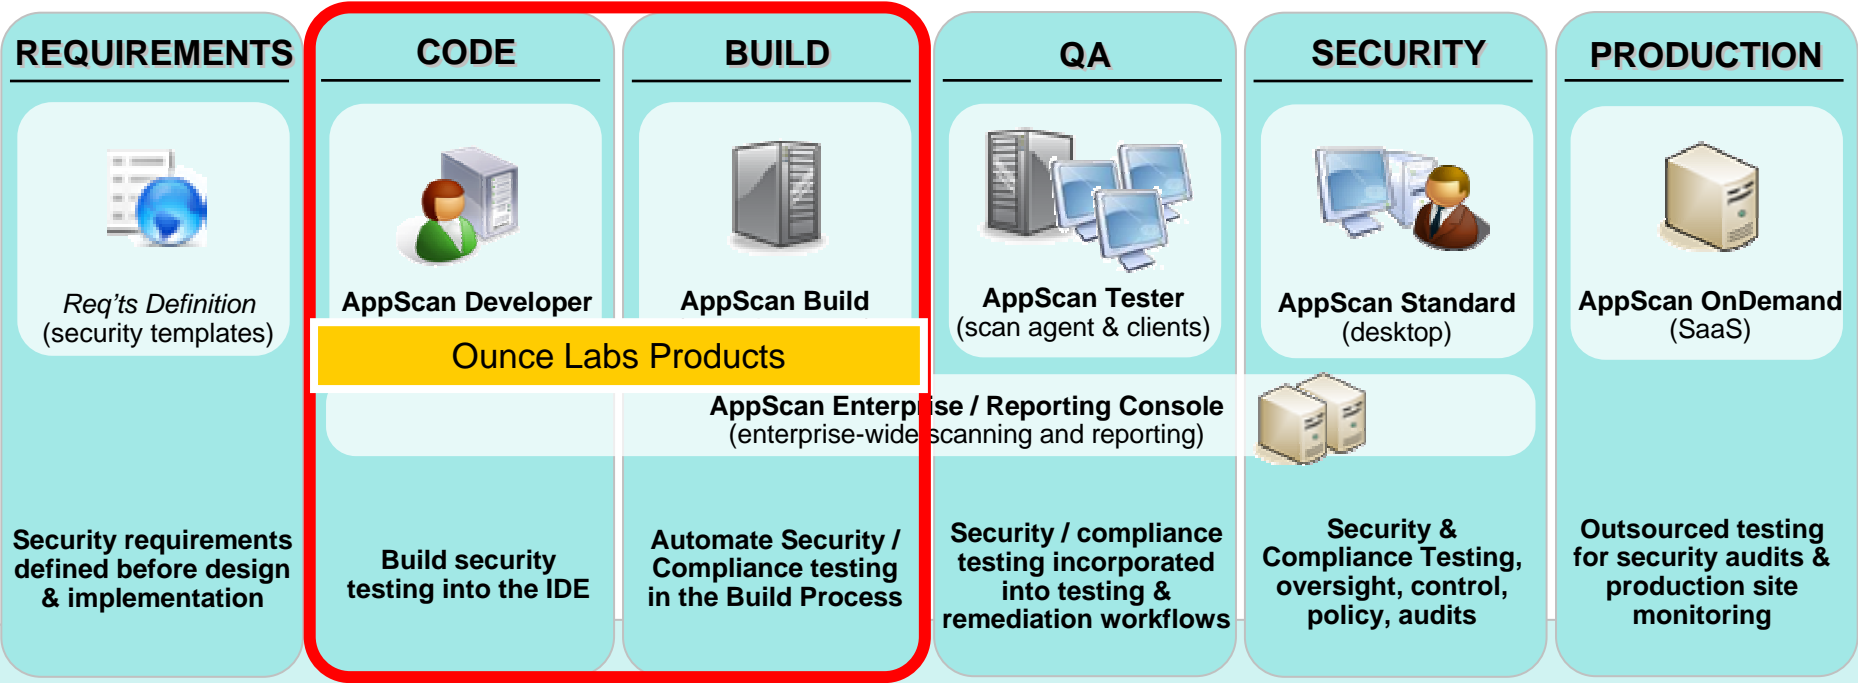 REQUIREMENTS
Req'ts Definition
(security templates)
Security requirements
defined before design
& implementation
CODE
AppScan Developer
Build security
testing into the IDE
BUILD
AppScan Build
Automate Security /
Compliance testing
in the Build Process
Ounce Labs Products
QA
AppScan Tester
(scan agent & clients)
Security / compliance
testing incorporated
into testing &
remediation workflows
SECURITY
AppScan Standard
(desktop)
Security &
Compliance Testing,
oversight, control,
policy, audits
PRODUCTION
AppScan OnDemand
(SaaS)
Outsourced testing
for security audits &
production site
monitoring
AppScan Enterprise / Reporting Console
(enterprise-wide scanning and reporting)